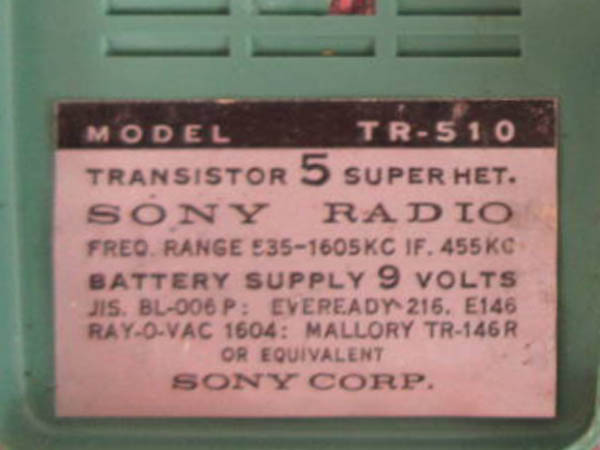 MODEL TR-510
TRANSISTOR 5 SUPER HET.
SONY RADIO
FREQ. RANGE 535-1605KC IF. 455KC
BATTERY SUPPLY 9 VOLTS
JIS. BL-006P: EVEREADY 216. E146
RAY-O-VAC 1604: MALLORY TR-146R
OR EQUIVALENT
SONY CORP.